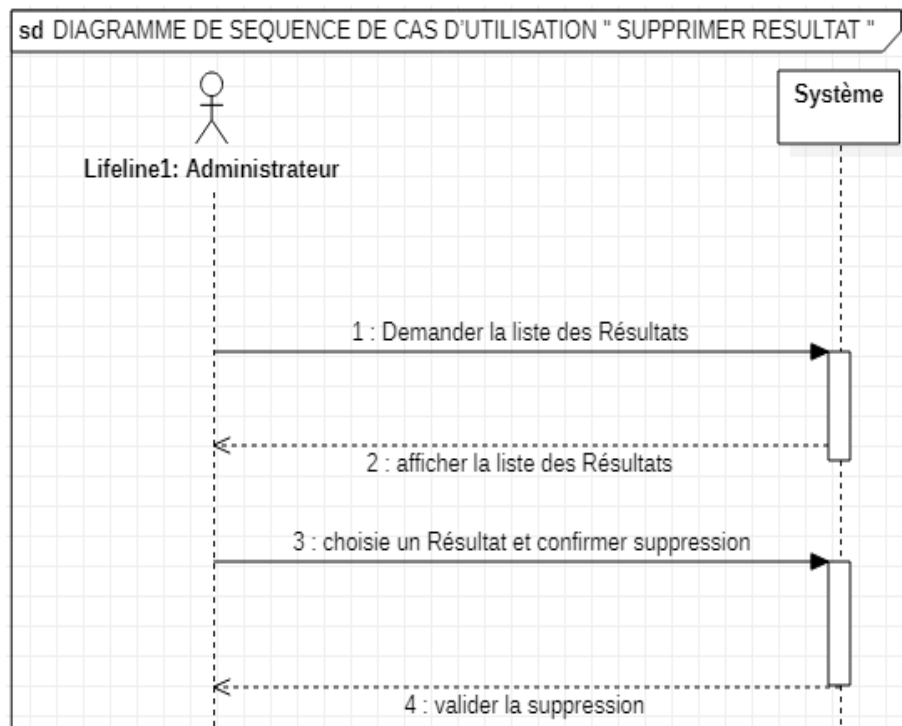 sd DIAGRAMME DE SEQUENCE DE CAS D'UTILISATION " SUPPRIMER RESULTAT "
Système
Lifeline1: Administrateur
1 : Demander la liste des Résultats
2 : afficher la liste des Résultats
3 : choisie un Résultat et confirmer suppression
4 : valider la suppression